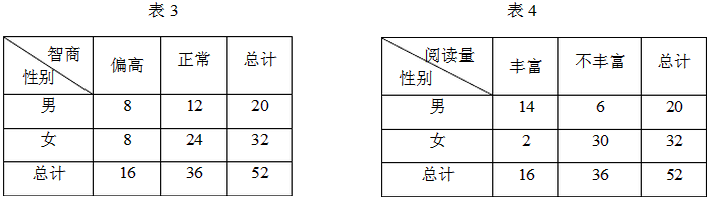 表 3
智商 偏高 正常 总计
性别
男 8 12 20
女 8 24 32
总计 16 36 52
表 4
阅读量 丰富 不丰富 总计
性别
男 14 6 20
女 2 30 32
总计 16 36 52